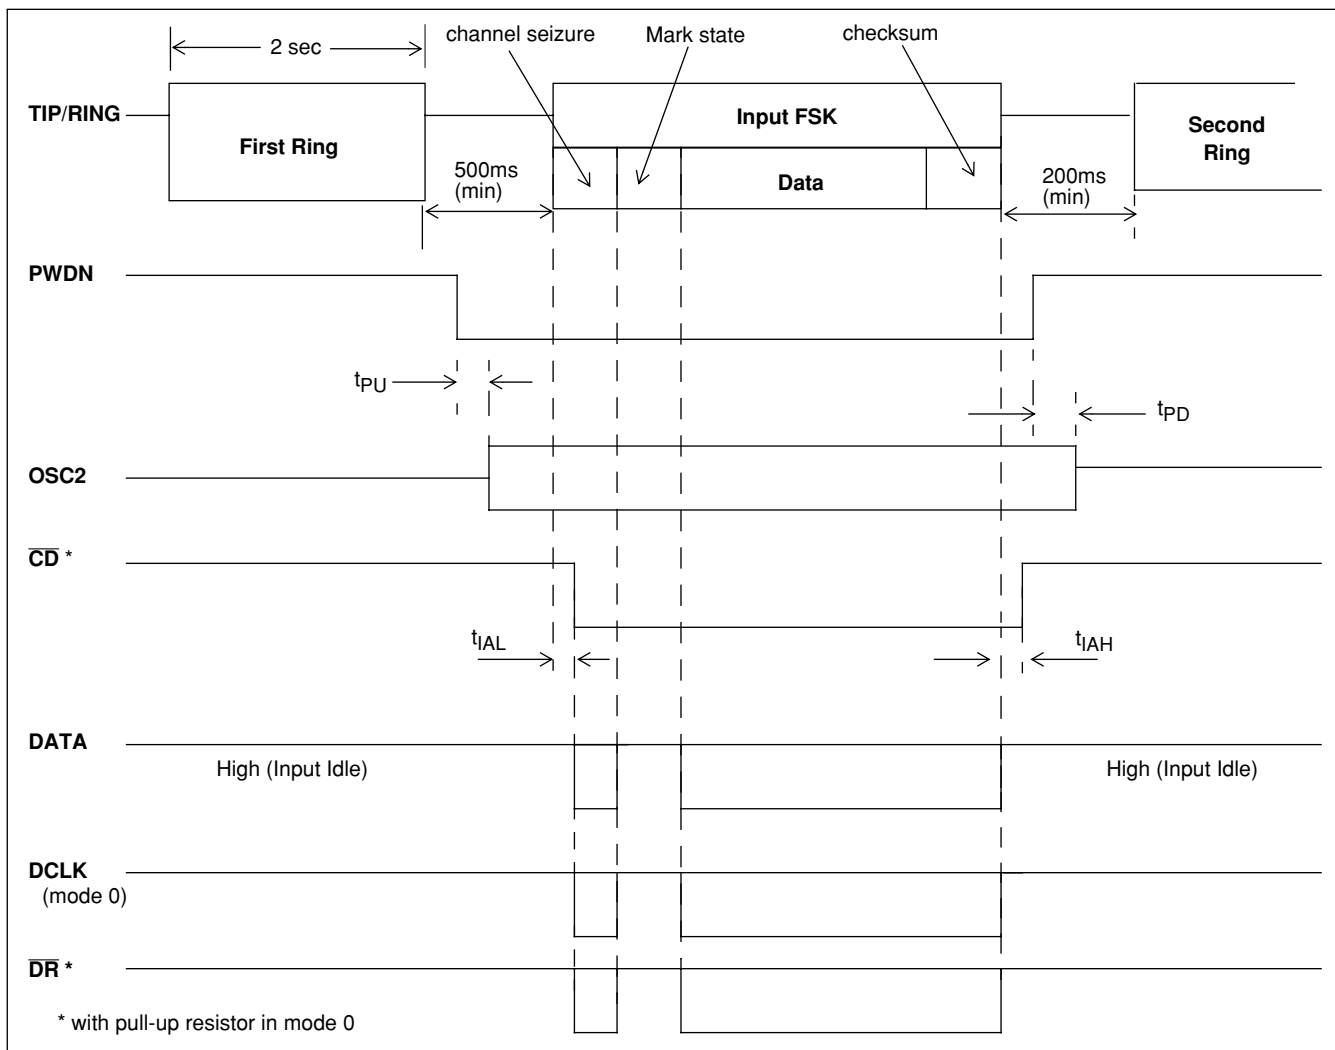 channel seizure
Mark state
checksum
2 sec
TIP/RING
First Ring
Input FSK
Second
Ring
500ms
(min)
Data
200ms
(min)
PWDN
tPU
tPD
OSC2
CD *
tIAL
tIAH
DATA
High (Input Idle)
High (Input Idle)
DCLK
(mode 0)
DR *
* with pull-up resistor in mode 0